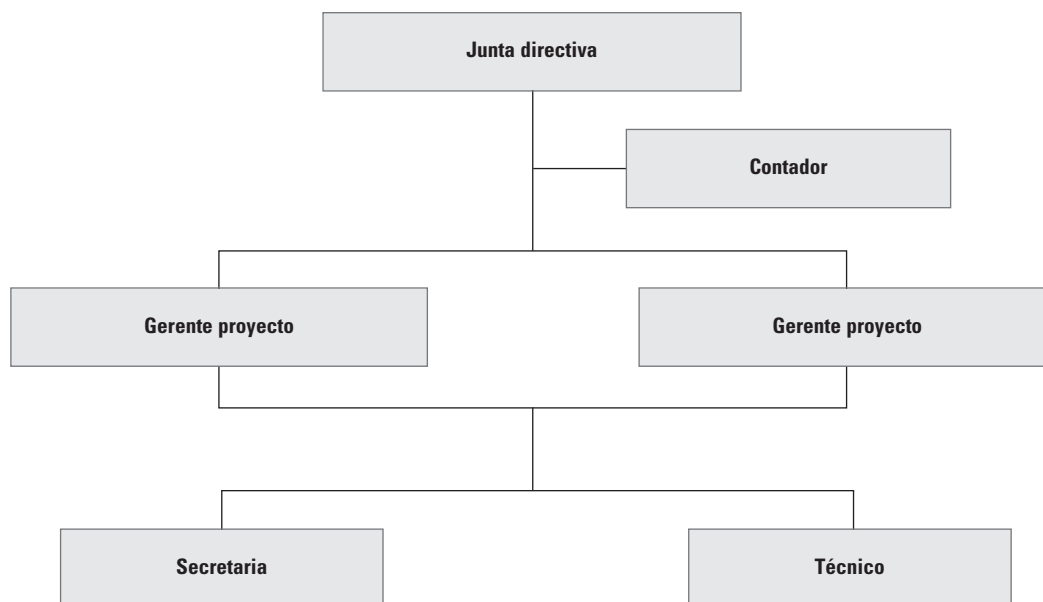 Junta directiva
Contador
Gerente proyecto
Gerente proyecto
Secretaria
Técnico